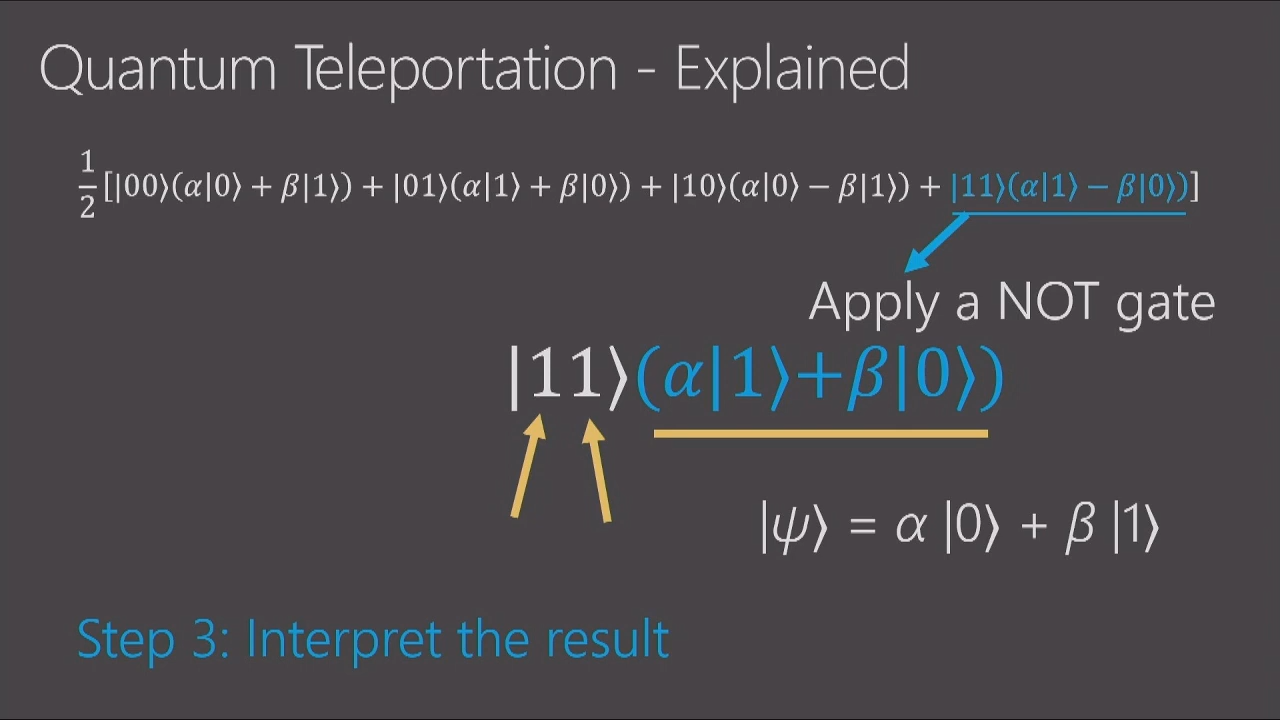 Quantum Teleportation - Explained
1/2[|00⟩(α|0⟩ + β|1⟩) + |01⟩(α|1⟩ + β|0⟩) + |10⟩(α|0⟩ − β|1⟩) + |11⟩(α|1⟩ − β|0⟩)]
Apply a NOT gate
|11⟩(α|1⟩+β|0⟩)
|ψ⟩ = α |0⟩ + β |1⟩
Step 3: Interpret the result